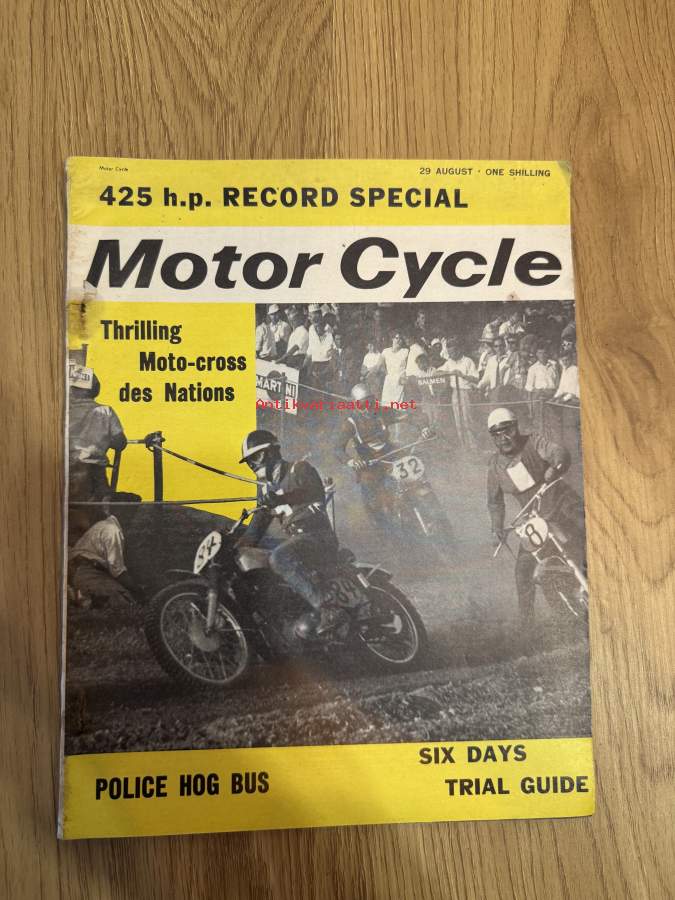 Motor Cycle
29 AUGUST · ONE SHILLING
425 h.p. RECORD SPECIAL
Motor Cycle
Thrilling
Moto-cross
des Nations
MARTINI
BALMEN
Antikvariaatti.net
32
8
POLICE HOG BUS
SIX DAYS
TRIAL GUIDE